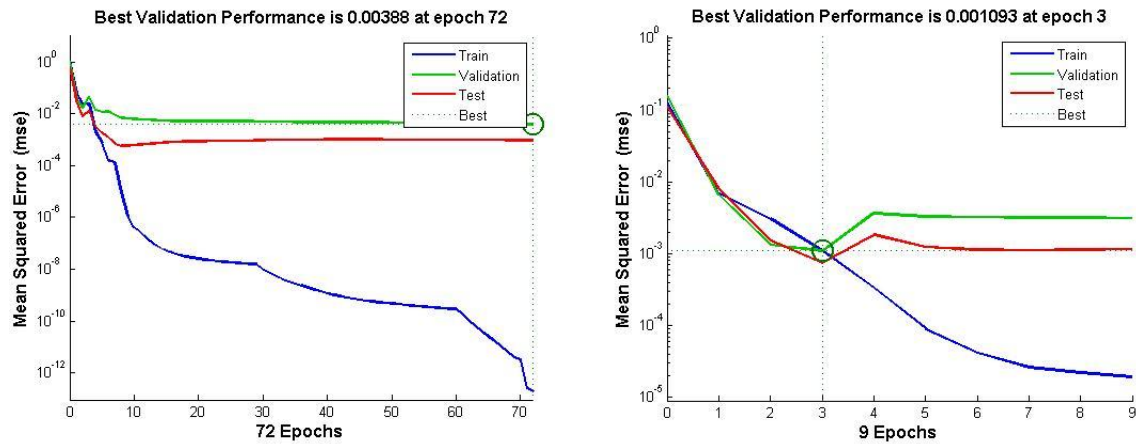 Best Validation Performance is 0.00388 at epoch 72
Train
Validation
Test
Best
Mean Squared Error (mse)
10^0
10^-2
10^-4
10^-6
10^-8
10^-10
10^-12
0 10 20 30 40 50 60 70
72 Epochs
Best Validation Performance is 0.001093 at epoch 3
Train
Validation
Test
Best
Mean Squared Error (mse)
10^0
10^-1
10^-2
10^-3
10^-4
10^-5
0 1 2 3 4 5 6 7 8 9
9 Epochs